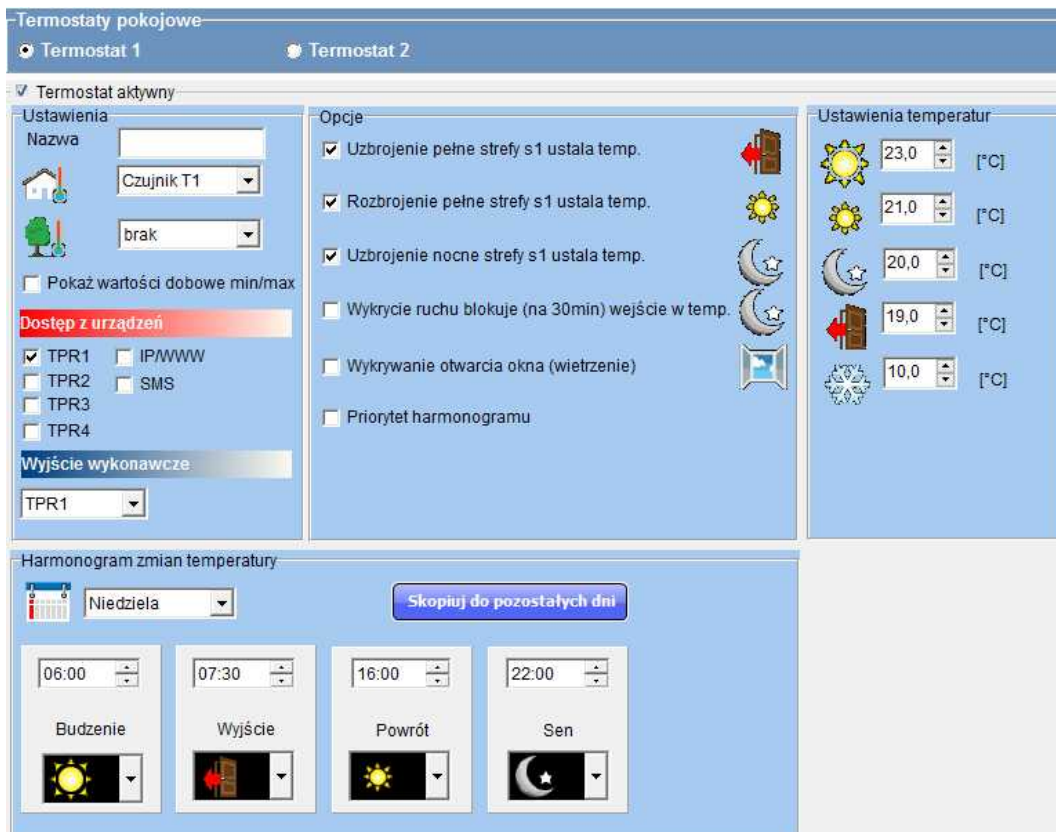 Termostaty pokojowe
Termostat 1
Termostat 2
Termostat aktywny
Ustawienia
Nazwa
Czujnik T1
brak
Pokaż wartości dobowe min/max
Dostęp z urządzeń
TPR1
IP/WWW
TPR2
SMS
TPR3
TPR4
Wyjście wykonawcze
TPR1
Opcje
Uzbrojenie pełne strefy s1 ustala temp.
Rozbrojenie pełne strefy s1 ustala temp.
Uzbrojenie nocne strefy s1 ustala temp.
Wykrycie ruchu blokuje (na 30min) wejście w temp.
Wykrywanie otwarcia okna (wietrzenie)
Priorytet harmonogramu
Ustawienia temperatur
23,0 [°C]
21,0 [°C]
20,0 [°C]
19,0 [°C]
10,0 [°C]
Harmonogram zmian temperatury
Niedziela
Skopiuj do pozostałych dni
06:00
07:30
16:00
22:00
Budzenie
Wyjście
Powrót
Sen